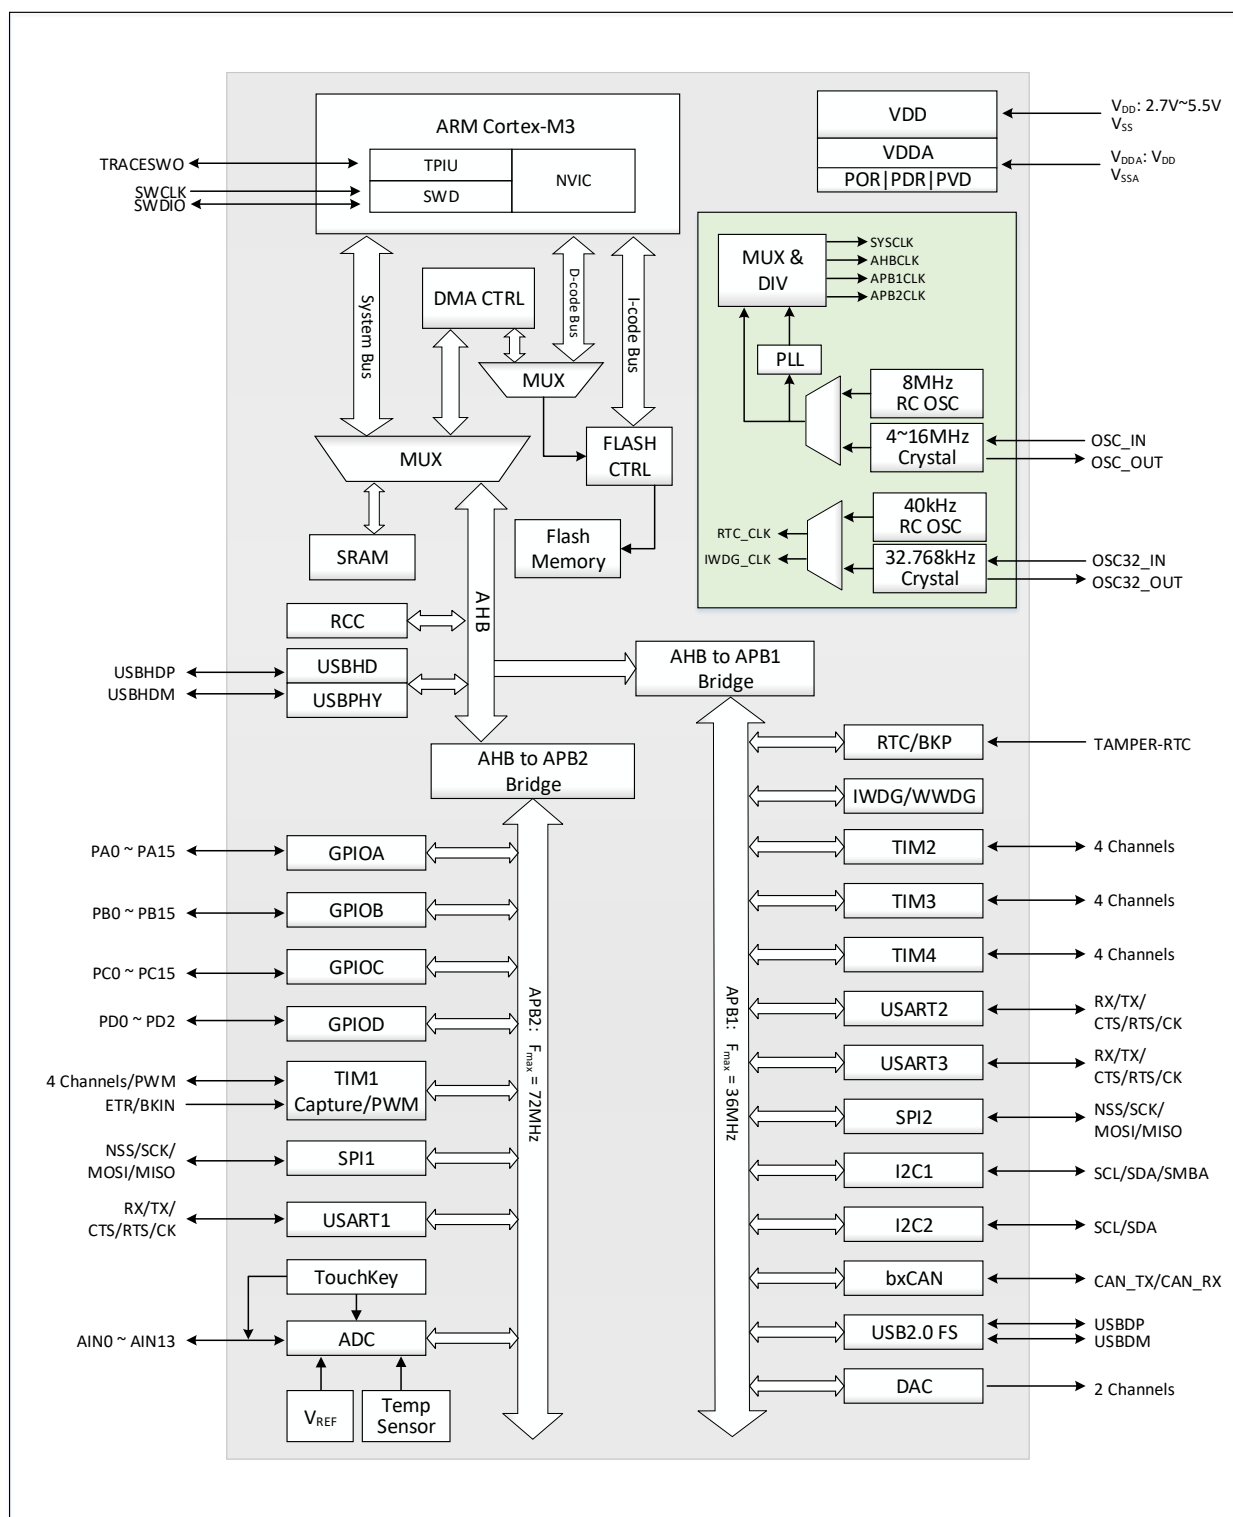 ARM Cortex-M3
TPIU
SWD
NVIC
TRACESWO
SWCLK
SWDIO
VDD
VDDA
POR|PDR|PVD
V_DD: 2.7V~5.5V
V_SS
V_DDA: V_DD
V_SSA
System Bus
DMA CTRL
D-code Bus
I-code Bus
MUX
MUX
FLASH
CTRL
SRAM
Flash
Memory
MUX &
DIV
SYSCLK
AHBCLK
APB1CLK
APB2CLK
PLL
8MHz
RC OSC
4~16MHz
Crystal
OSC_IN
OSC_OUT
40kHz
RC OSC
RTC_CLK
IWDG_CLK
32.768kHz
Crystal
OSC32_IN
OSC32_OUT
AHB
RCC
USBHDP
USBHDM
USBHD
USBPHY
AHB to APB1
Bridge
AHB to APB2
Bridge
PA0 ~ PA15
GPIOA
PB0 ~ PB15
GPIOB
PC0 ~ PC15
GPIOC
PD0 ~ PD2
GPIOD
4 Channels/PWM
ETR/BKIN
TIM1
Capture/PWM
NSS/SCK/
MOSI/MISO
SPI1
RX/TX/
CTS/RTS/CK
USART1
TouchKey
AIN0 ~ AIN13
ADC
V_REF
Temp
Sensor
APB2: F_max = 72MHz
APB1: F_max = 36MHz
RTC/BKP
TAMPER-RTC
IWDG/WWDG
TIM2
4 Channels
TIM3
4 Channels
TIM4
4 Channels
USART2
RX/TX/
CTS/RTS/CK
USART3
RX/TX/
CTS/RTS/CK
SPI2
NSS/SCK/
MOSI/MISO
I2C1
SCL/SDA/SMBA
I2C2
SCL/SDA
bxCAN
CAN_TX/CAN_RX
USB2.0 FS
USBDP
USBDM
DAC
2 Channels